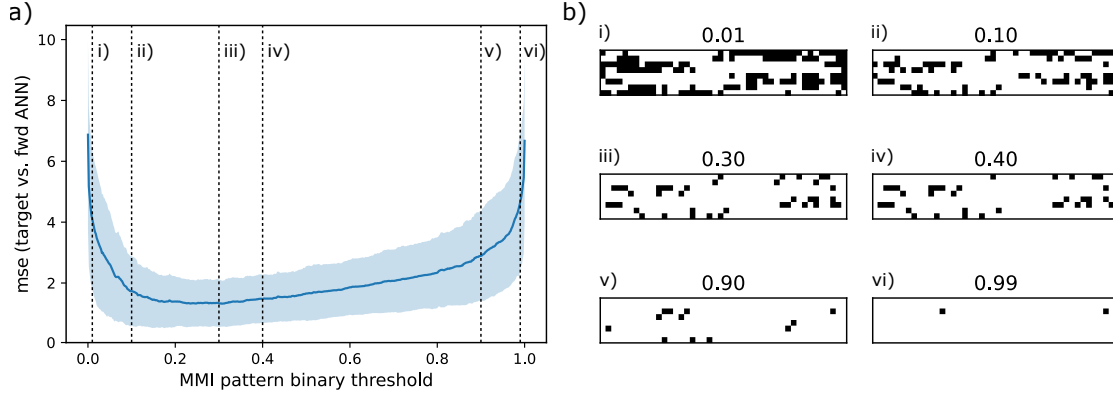 a)
10
8
6
4
2
0
mse (target vs. fwd ANN)
i)
ii)
iii)
iv)
v)
vi)
0.0 0.2 0.4 0.6 0.8 1.0
MMI pattern binary threshold
b)
i) 0.01
ii) 0.10
iii) 0.30
iv) 0.40
v) 0.90
vi) 0.99